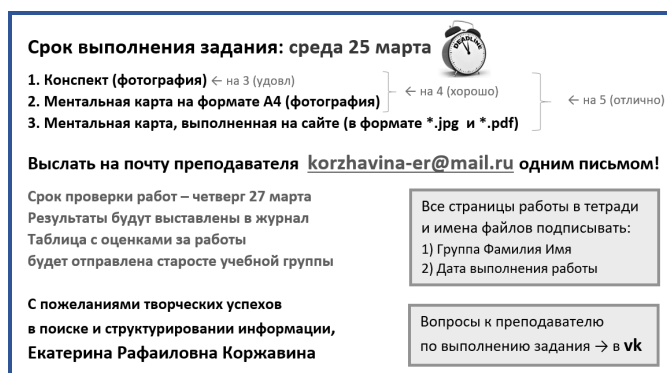 Срок выполнения задания: среда 25 марта
DEADLINE
1. Конспект (фотография) ← на 3 (удовл)
← на 4 (хорошо)
2. Ментальная карта на формате А4 (фотография)
← на 5 (отлично)
3. Ментальная карта, выполненная на сайте (в формате *.jpg и *.pdf)
Выслать на почту преподавателя korzhavina-er@mail.ru одним письмом!
Срок проверки работ – четверг 27 марта
Результаты будут выставлены в журнал
Таблица с оценками за работы
будет отправлена старосте учебной группы
Все страницы работы в тетради
и имена файлов подписывать:
1) Группа Фамилия Имя
2) Дата выполнения работы
С пожеланиями творческих успехов
в поиске и структурировании информации,
Екатерина Рафаиловна Коржавина
Вопросы к преподавателю
по выполнению задания → в vk